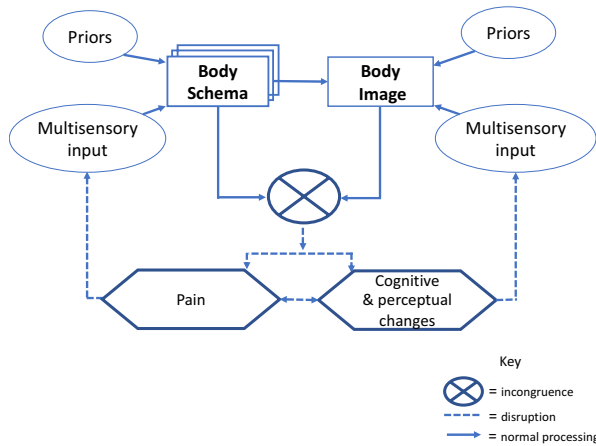 Priors
Priors
Body
Schema
Body
Image
Multisensory
input
Multisensory
input
Pain
Cognitive
& perceptual
changes
Key
= incongruence
= disruption
= normal processing